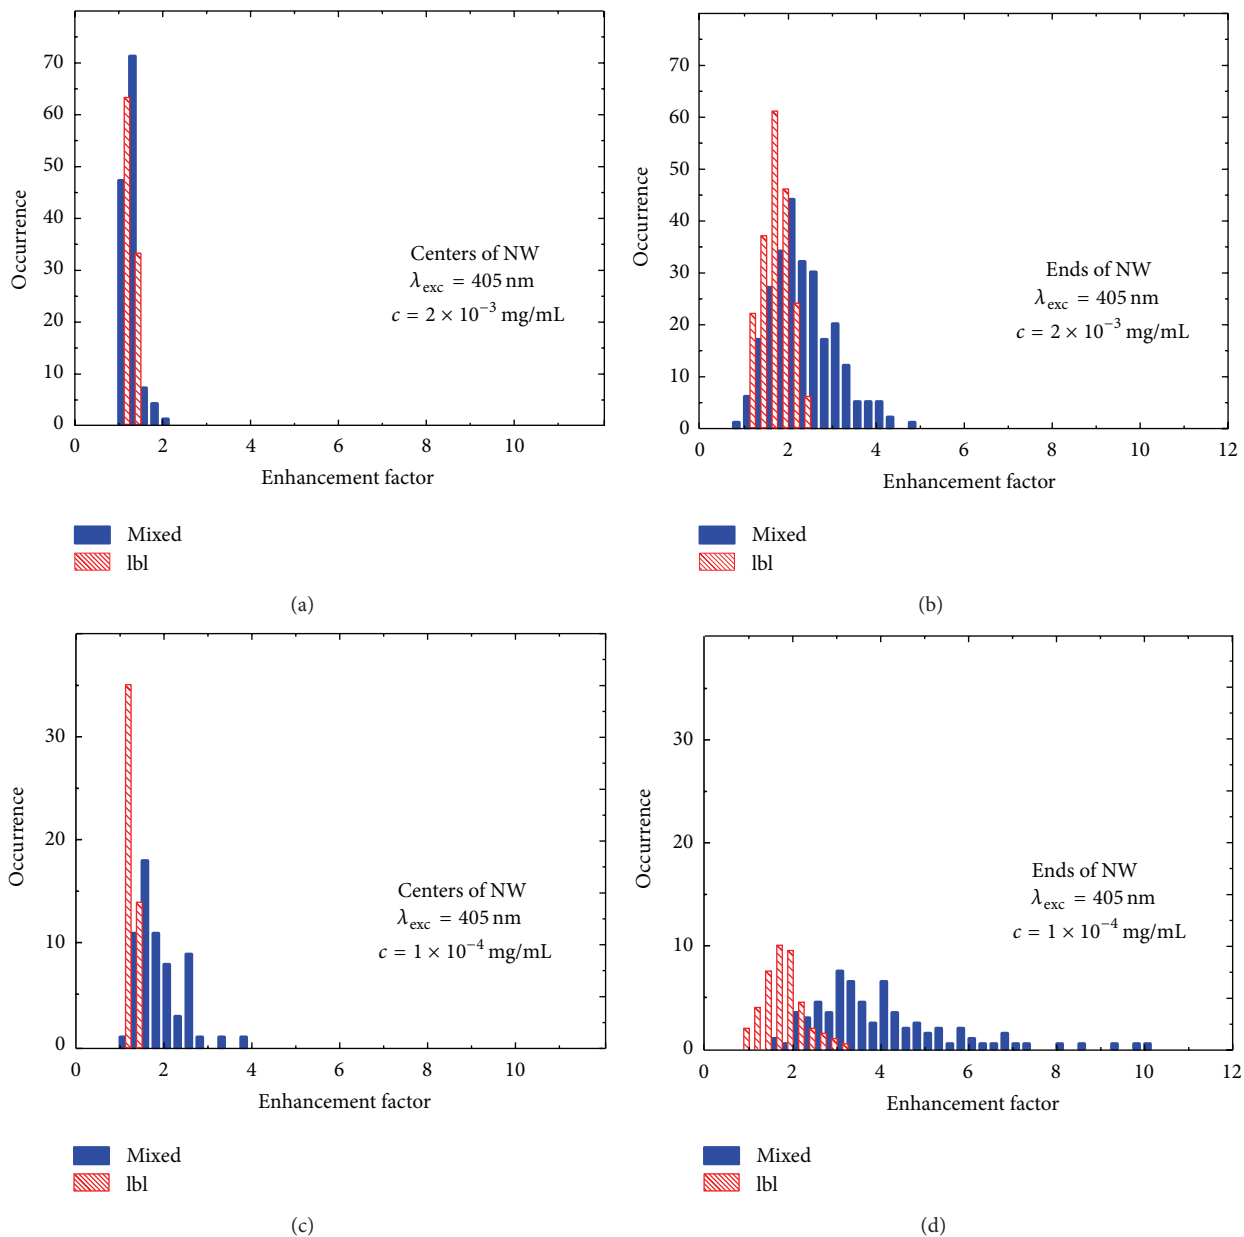 70
60
50
40
30
20
10
0
Occurrence
Centers of NW
λexc = 405 nm
c = 2 × 10−3 mg/mL
0 2 4 6 8 10
Enhancement factor
Mixed
lbl
(a)
70
60
50
40
30
20
10
0
Occurrence
Ends of NW
λexc = 405 nm
c = 2 × 10−3 mg/mL
0 2 4 6 8 10 12
Enhancement factor
Mixed
lbl
(b)
30
20
10
0
Occurrence
Centers of NW
λexc = 405 nm
c = 1 × 10−4 mg/mL
0 2 4 6 8 10
Enhancement factor
Mixed
lbl
(c)
30
20
10
0
Occurrence
Ends of NW
λexc = 405 nm
c = 1 × 10−4 mg/mL
0 2 4 6 8 10 12
Enhancement factor
Mixed
lbl
(d)